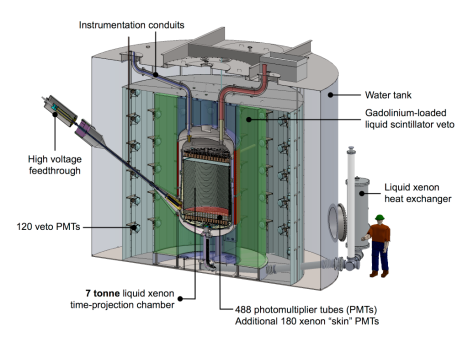 Instrumentation conduits
Water tank
Gadolinium-loaded
liquid scintillator veto
High voltage
feedthrough
Liquid xenon
heat exchanger
120 veto PMTs
7 tonne liquid xenon
time-projection chamber
488 photomultiplier tubes (PMTs)
Additional 180 xenon “skin” PMTs